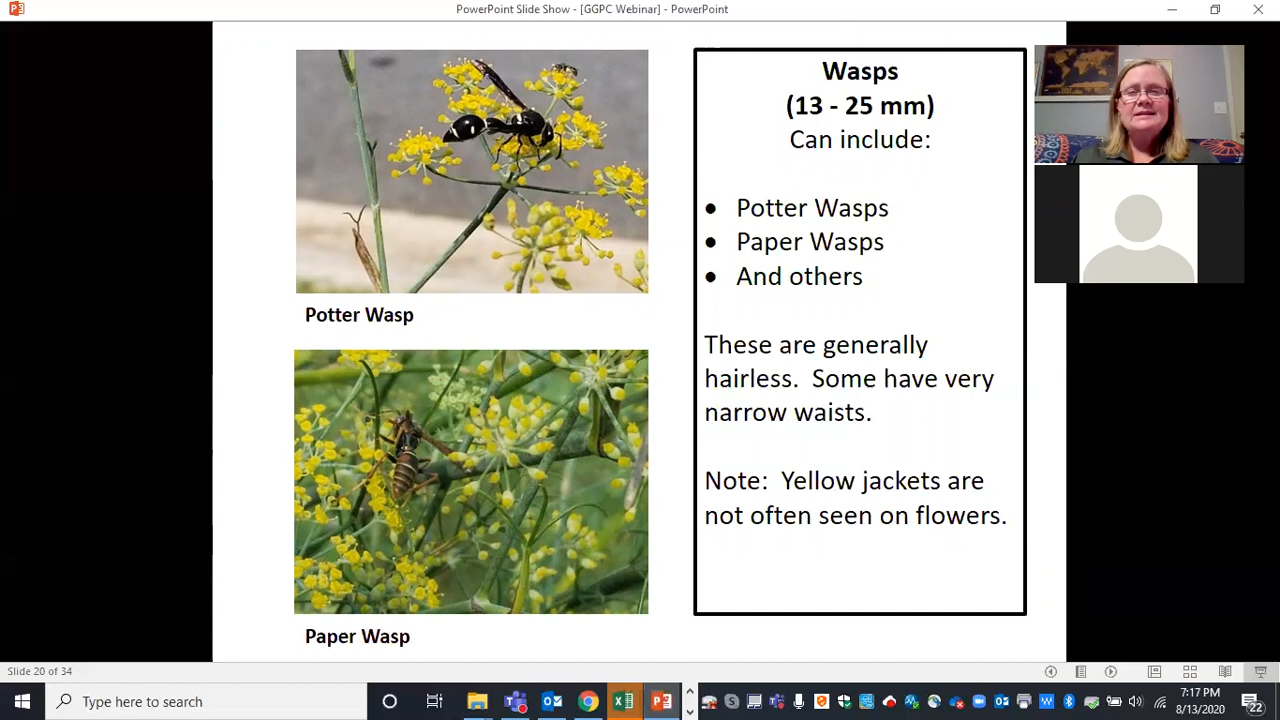 PowerPoint Slide Show - [GGPC Webinar] - PowerPoint
Wasps
(13 - 25 mm)
Can include:
• Potter Wasps
• Paper Wasps
• And others
These are generally
hairless. Some have very
narrow waists.
Note: Yellow jackets are
not often seen on flowers.
Potter Wasp
Paper Wasp
Slide 20 of 34
Type here to search
7:17 PM
8/13/2020
22